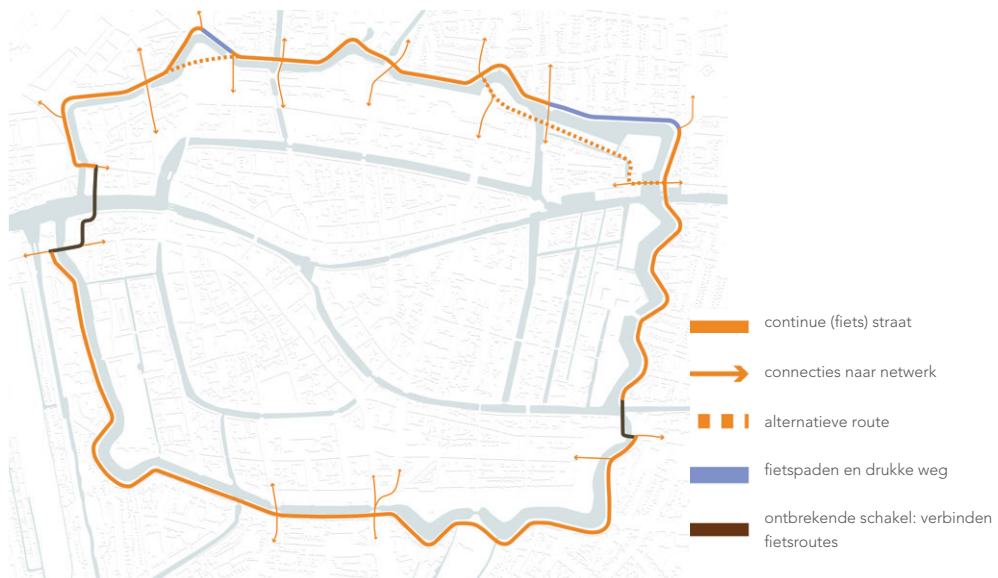 continue (fiets) straat
connecties naar netwerk
alternatieve route
fietspaden en drukke weg
ontbrekende schakel: verbinden
fietsroutes